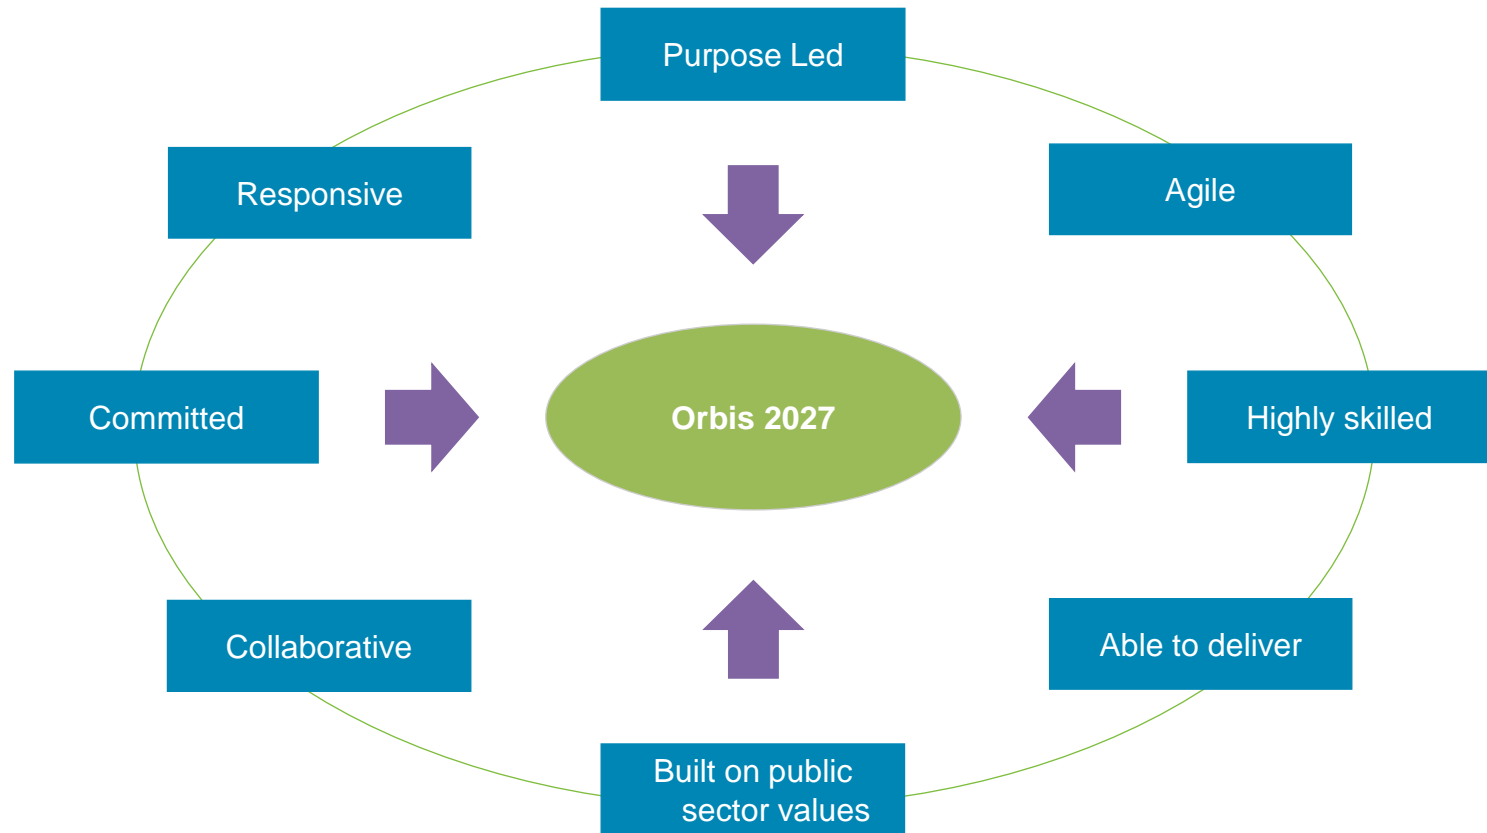 Purpose Led
Responsive
Agile
Committed
Orbis 2027
Highly skilled
Collaborative
Able to deliver
Built on public
sector values